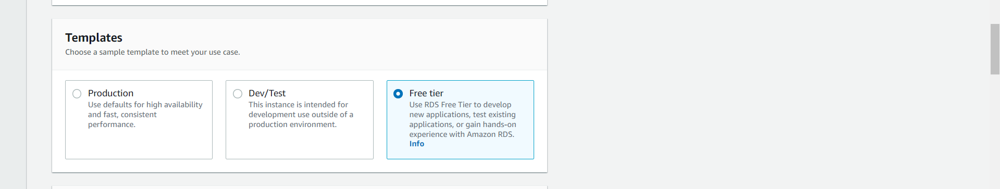 Templates
Choose a sample template to meet your use case.
Production
Use defaults for high availability
and fast, consistent
performance.
Dev/Test
This instance is intended for
development use outside of a
production environment.
Free tier
Use RDS Free Tier to develop
new applications, test existing
applications, or gain hands-on
experience with Amazon RDS.
Info